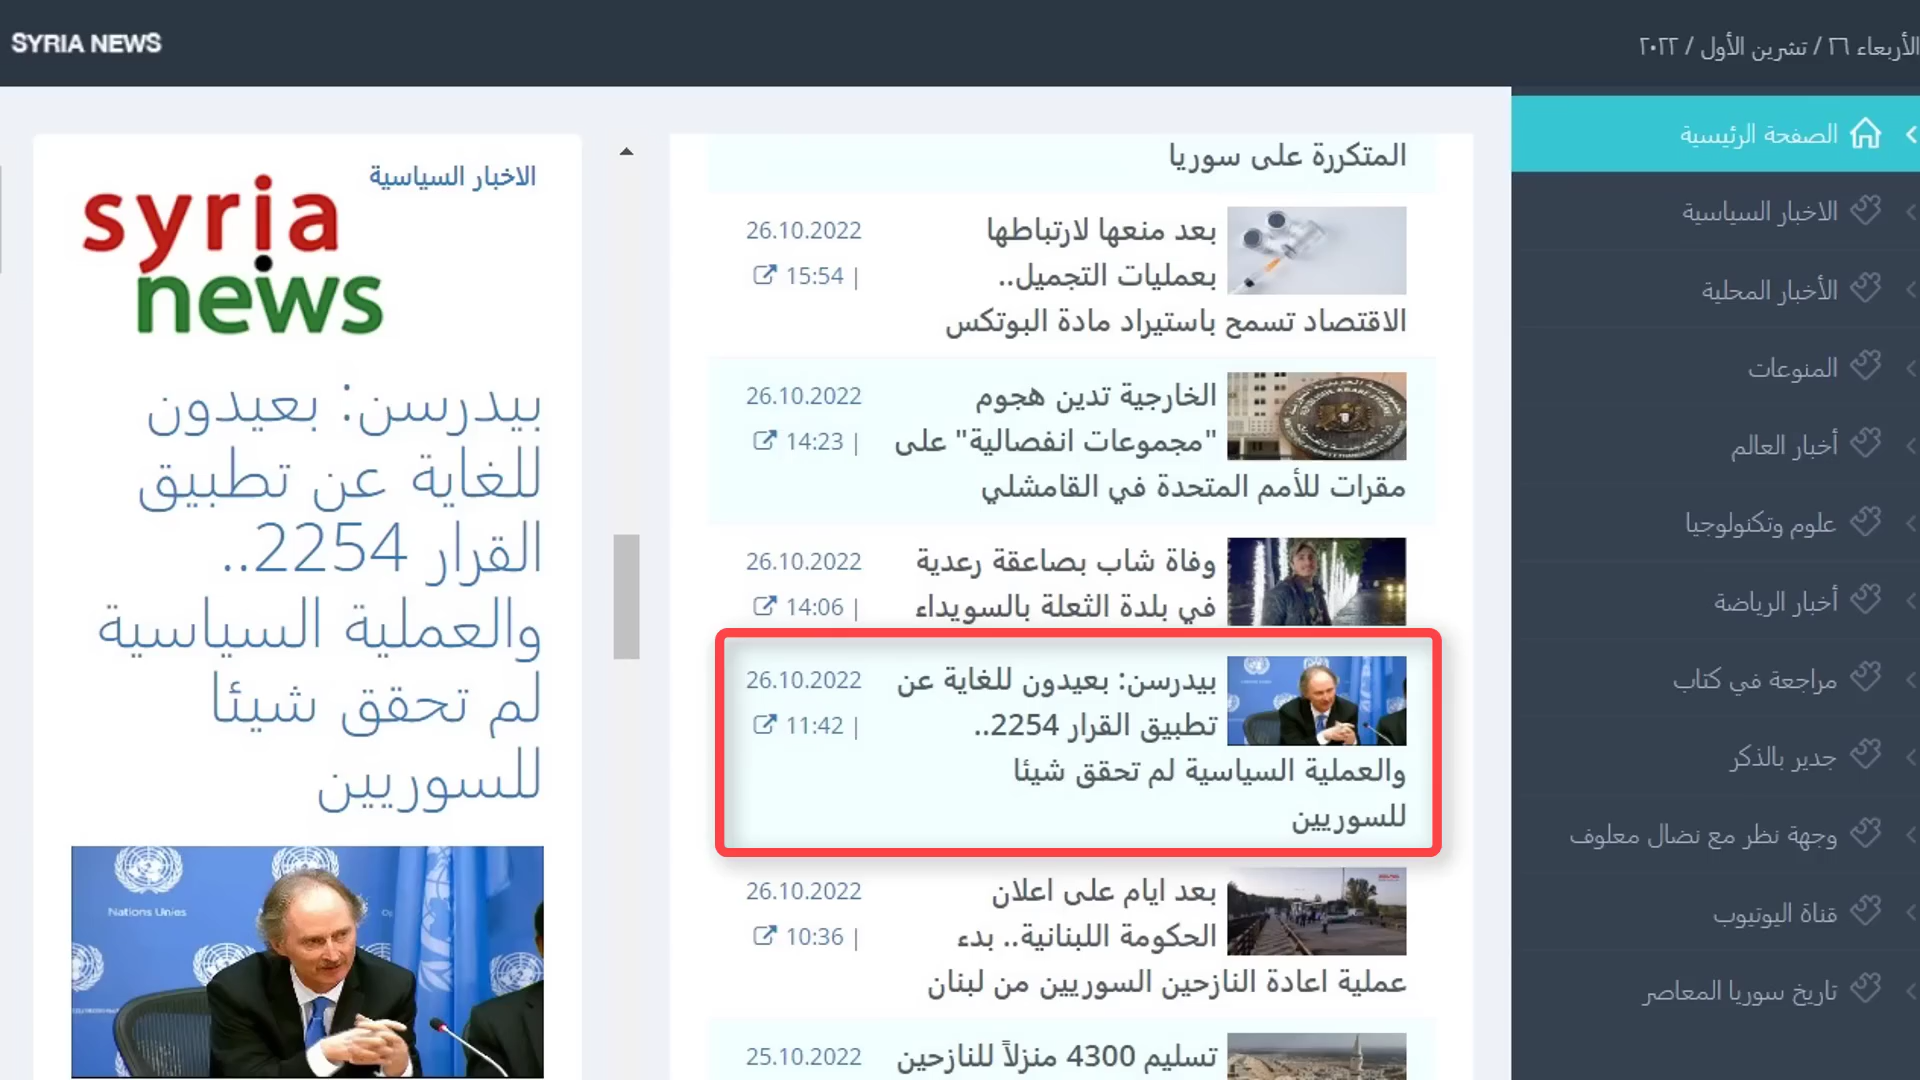 SYRIA NEWS
الأربعاء ٢٦ / تشرين الأول / ٢٠٢٢
الصفحة الرئيسية
الاخبار السياسية
الأخبار المحلية
المنوعات
أخبار العالم
علوم وتكنولوجيا
أخبار الرياضة
مراجعة في كتاب
جدير بالذكر
وجهة نظر مع نضال معلوف
قناة اليوتيوب
تاريخ سوريا المعاصر
المتكررة على سوريا
بعد منعها لارتباطها
بعمليات التجميل..
الاقتصاد تسمح باستيراد مادة البوتكس
26.10.2022
| 15:54
الخارجية تدين هجوم
"مجموعات انفصالية" على
مقرات للأمم المتحدة في القامشلي
26.10.2022
| 14:23
وفاة شاب بصاعقة رعدية
في بلدة الثعلة بالسويداء
26.10.2022
| 14:06
بيدرسن: بعيدون للغاية عن
تطبيق القرار 2254..
والعملية السياسية لم تحقق شيئا
للسوريين
26.10.2022
| 11:42
بعد ايام على اعلان
الحكومة اللبنانية.. بدء
عملية اعادة النازحين السوريين من لبنان
26.10.2022
| 10:36
تسليم 4300 منزلاً للنازحين
25.10.2022
الاخبار السياسية
syria
news
بيدرسن: بعيدون
للغاية عن تطبيق
القرار 2254..
والعملية السياسية
لم تحقق شيئا
للسوريين
Nations Unies